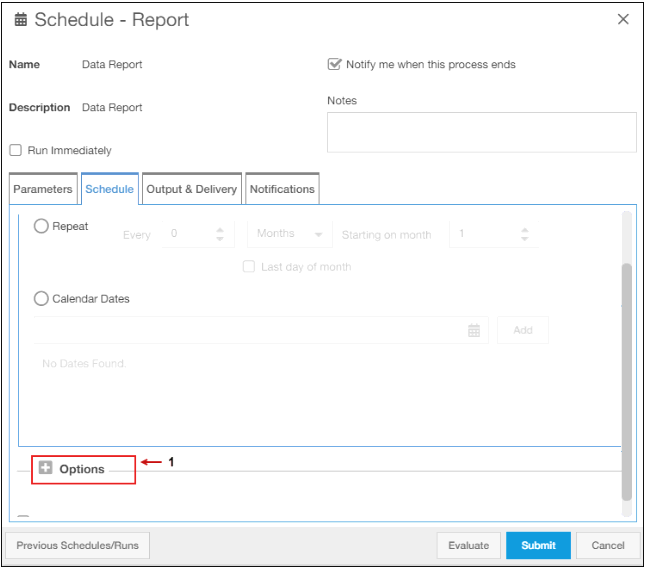 Schedule - Report
Name Data Report
Notify me when this process ends
Description Data Report
Notes
Run Immediately
Parameters Schedule Output & Delivery Notifications
Repeat Every 0 Months Starting on month 1
Last day of month
Calendar Dates
Add
No Dates Found.
Options 1
Previous Schedules/Runs Evaluate Submit Cancel